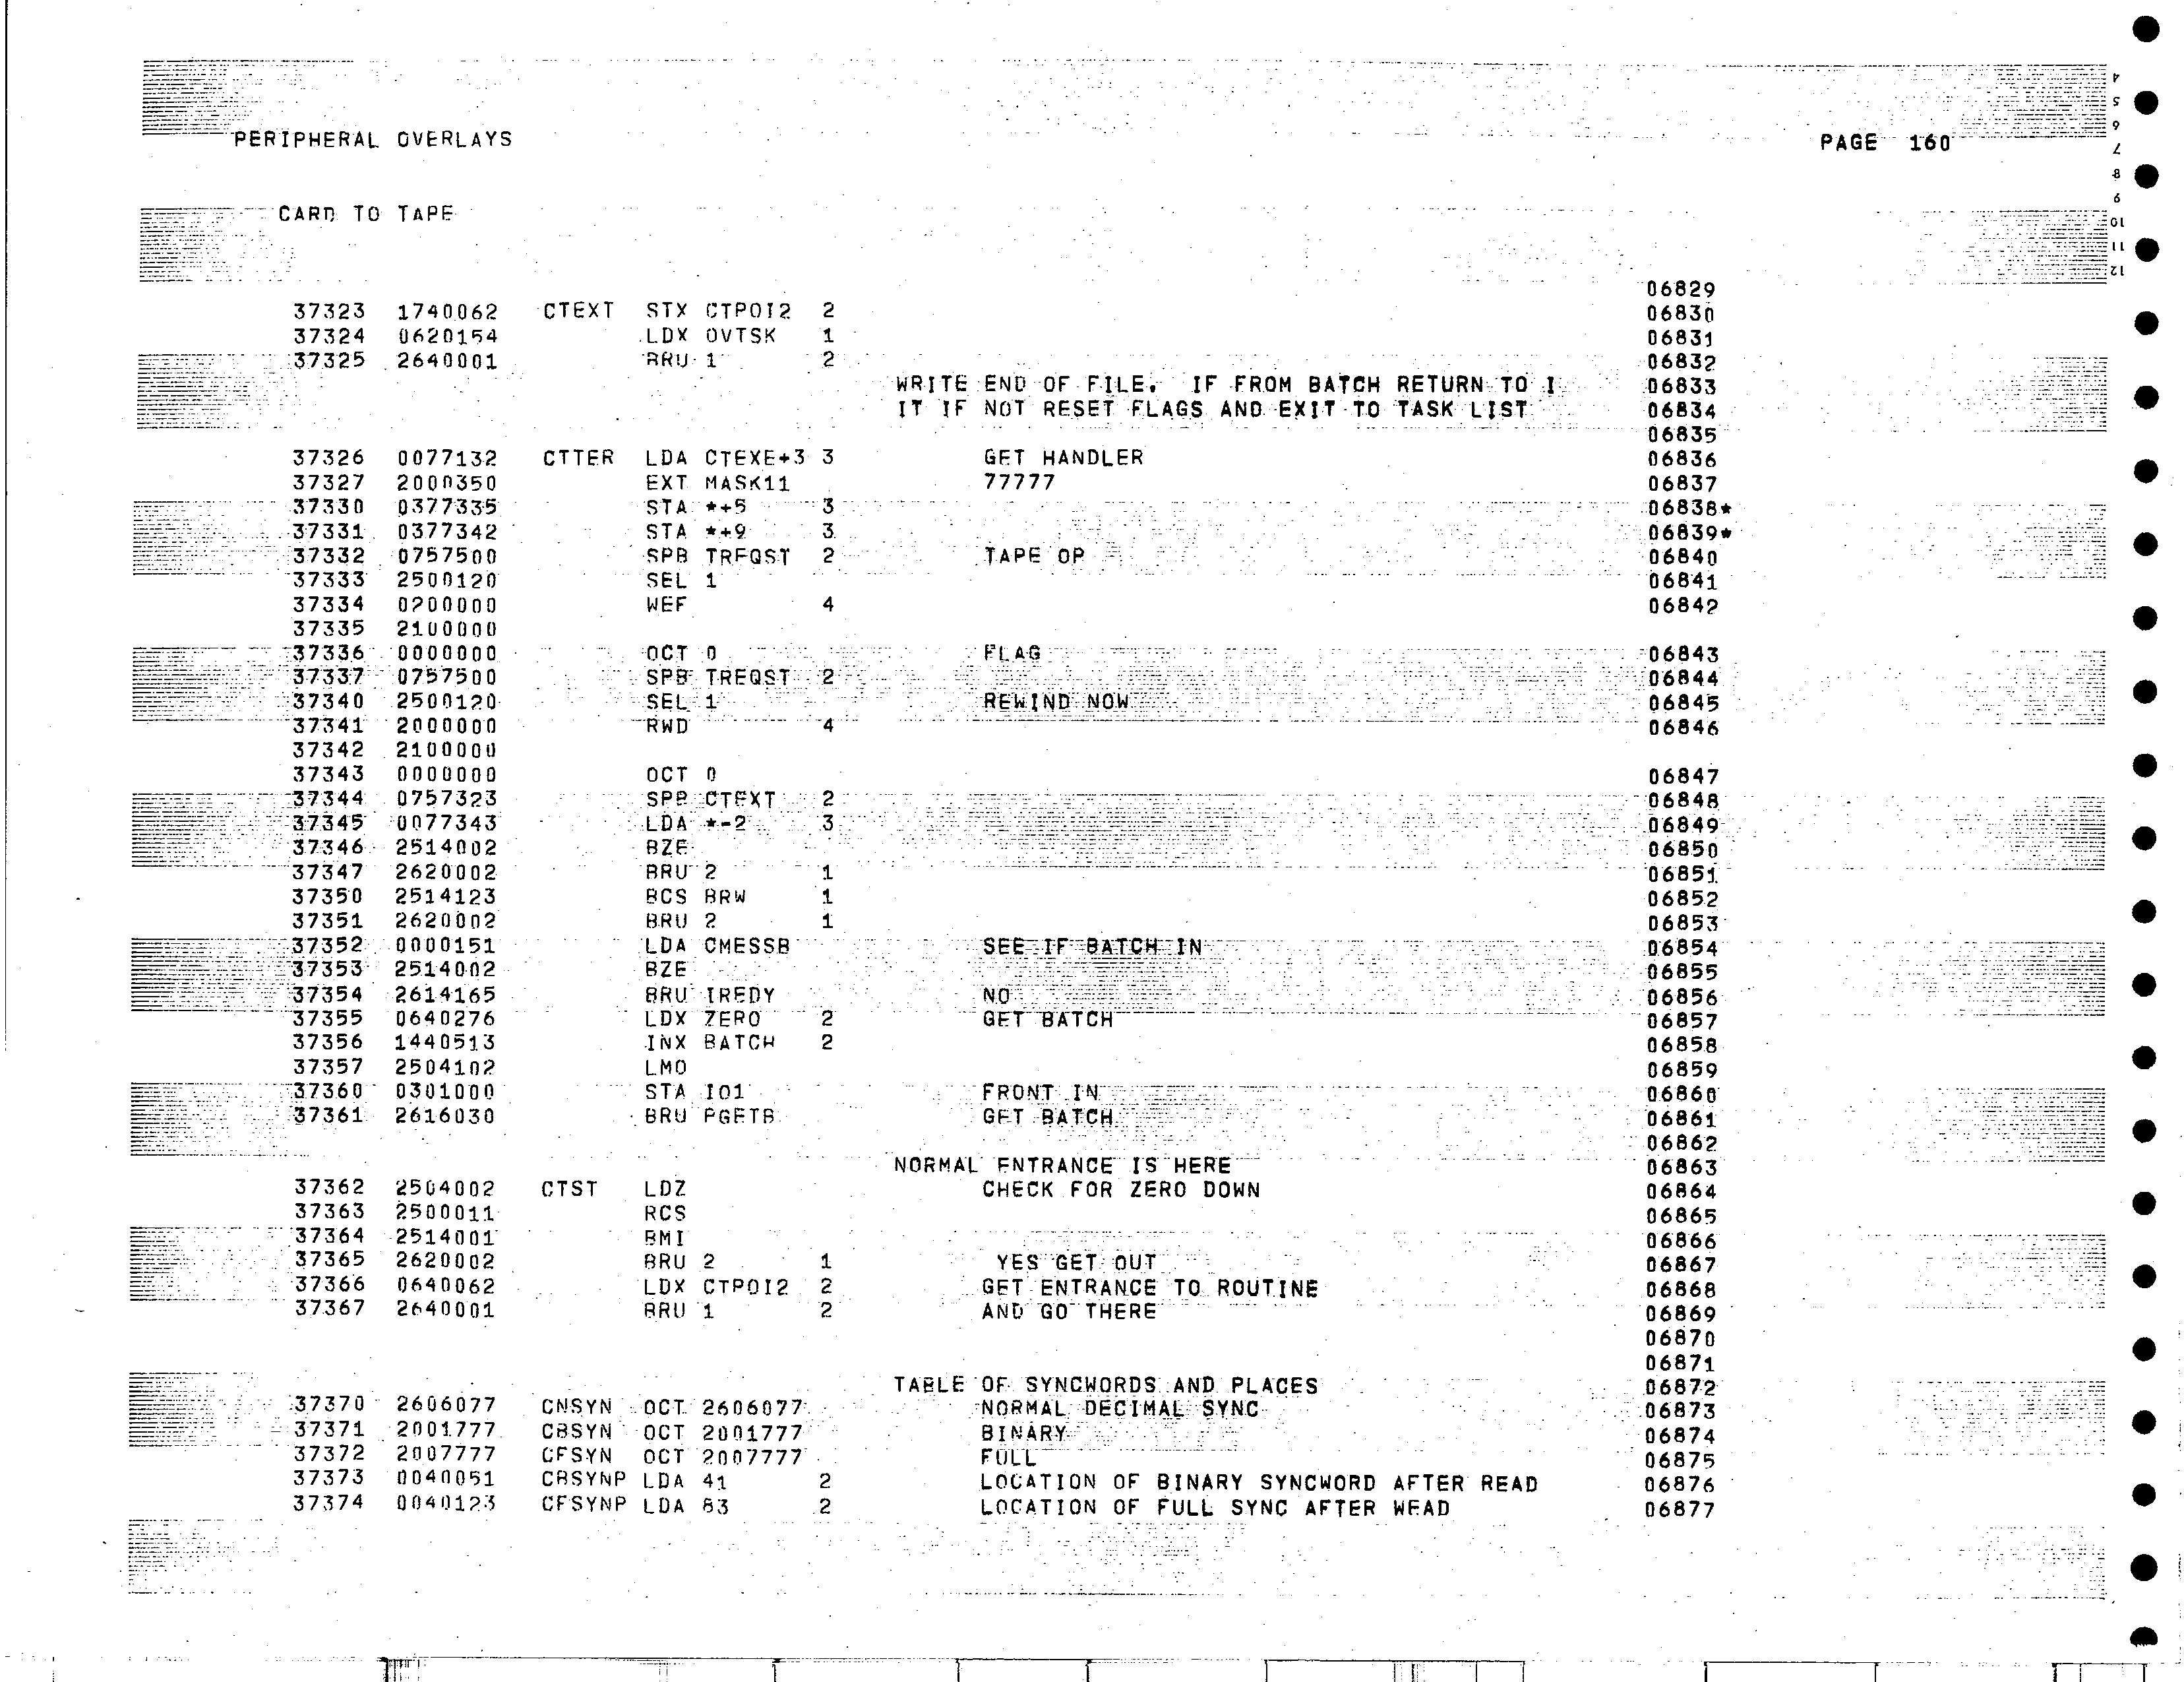 PERIPHERAL OVERLAYS PAGE 160
CARD TO TAPE
06829
37323 1740062 CTEXT STX CTPOI2 2 06830
37324 0620154 LDX OVTSK 1 06831
37325 2640001 BRU 1 2 06832
WRITE END OF FILE. IF FROM BATCH RETURN TO I 06833
IT IF NOT RESET FLAGS AND EXIT TO TASK LIST 06834
06835
37326 0077132 CTTER LDA CTEXE+3 3 GET HANDLER 06836
37327 2000350 EXT MASK11 77777 06837
37330 0377335 STA *+5 3 06838*
37331 0377342 STA *+9 3 06839*
37332 0757500 SPB TREQST 2 TAPE OP 06840
37333 2500120 SEL 1 06841
37334 0200000 WEF 4 06842
37335 2100000
37336 0000000 OCT 0 FLAG 06843
37337 0757500 SPB TREQST 2 06844
37340 2500120 SEL 1 REWIND NOW 06845
37341 2000000 RWD 4 06846
37342 2100000
37343 0000000 OCT 0 06847
37344 0757323 SPB CTEXT 2 06848
37345 0077343 LDA *-2 3 06849
37346 2514002 BZE 06850
37347 2620002 BRU 2 1 06851
37350 2514123 BCS BRW 1 06852
37351 2620002 BRU 2 1 06853
37352 0000151 LDA CMESSB SEE IF BATCH IN 06854
37353 2514002 BZE 06855
37354 2614165 BRU IREDY NO 06856
37355 0640276 LDX ZERO 2 GET BATCH 06857
37356 1440513 INX BATCH 2 06858
37357 2504102 LMO 06859
37360 0301000 STA IO1 FRONT IN 06860
37361 2616030 BRU PGETB GET BATCH 06861
06862
NORMAL ENTRANCE IS HERE 06863
37362 2504002 CTST LDZ CHECK FOR ZERO DOWN 06864
37363 2500011 RCS 06865
37364 2514001 BMI 06866
37365 2620002 BRU 2 1 YES GET OUT 06867
37366 0640062 LDX CTPOI2 2 GET ENTRANCE TO ROUTINE 06868
37367 2640001 BRU 1 2 AND GO THERE 06869
06870
06871
TABLE OF SYNCWORDS AND PLACES 06872
37370 2606077 CNSYN OCT 2606077 NORMAL DECIMAL SYNC 06873
37371 2001777 CBSYN OCT 2001777 BINARY 06874
37372 2007777 CFSYN OCT 2007777 FULL 06875
37373 0040051 CBSYNP LDA 41 2 LOCATION OF BINARY SYNCWORD AFTER READ 06876
37374 0040123 CFSYNP LDA 83 2 LOCATION OF FULL SYNC AFTER WEAD 06877
4
5
6
7
8
9
10
11
12